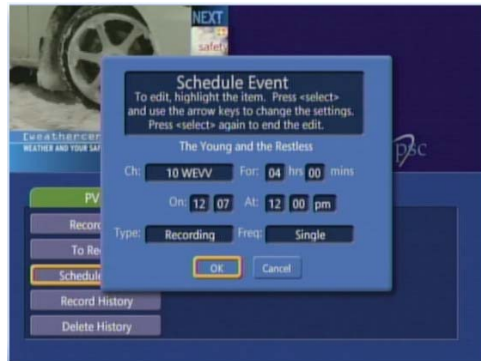 NEXT
safety
Schedule Event
To edit, highlight the item. Press <select>
and use the arrow keys to change the settings.
Press <select> again to end the edit.
The Young and the Restless
Ch: 10 WEVV For: 04 hrs 00 mins
On: 12 07 At: 12 00 pm
Type: Recording Freq: Single
OK Cancel
WEATHER AND YOUR SAF
psc
PV
Recor
To Re
Schedule
Record History
Delete History